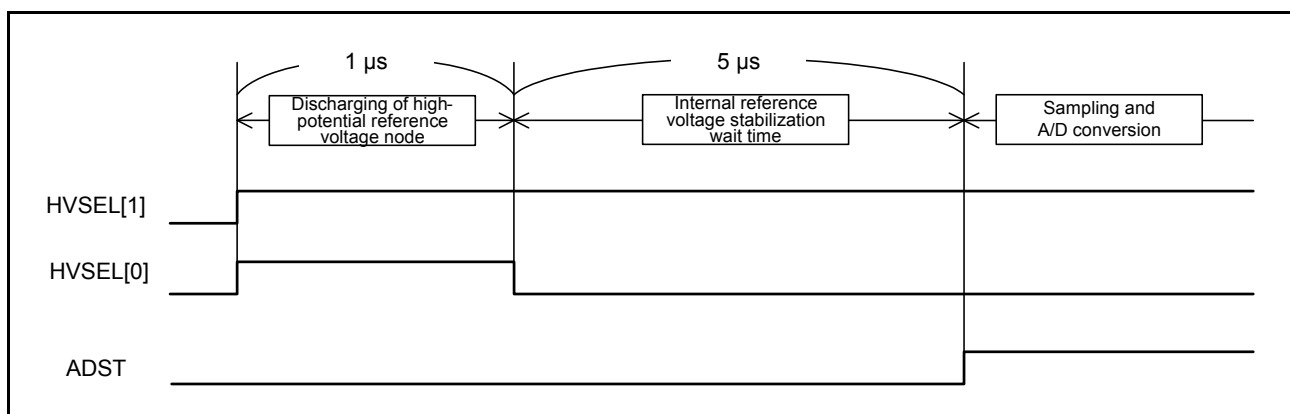 1 µs
5 µs
Discharging of high-
potential reference
voltage node
Internal reference
voltage stabilization
wait time
Sampling and
A/D conversion
HVSEL[1]
HVSEL[0]
ADST